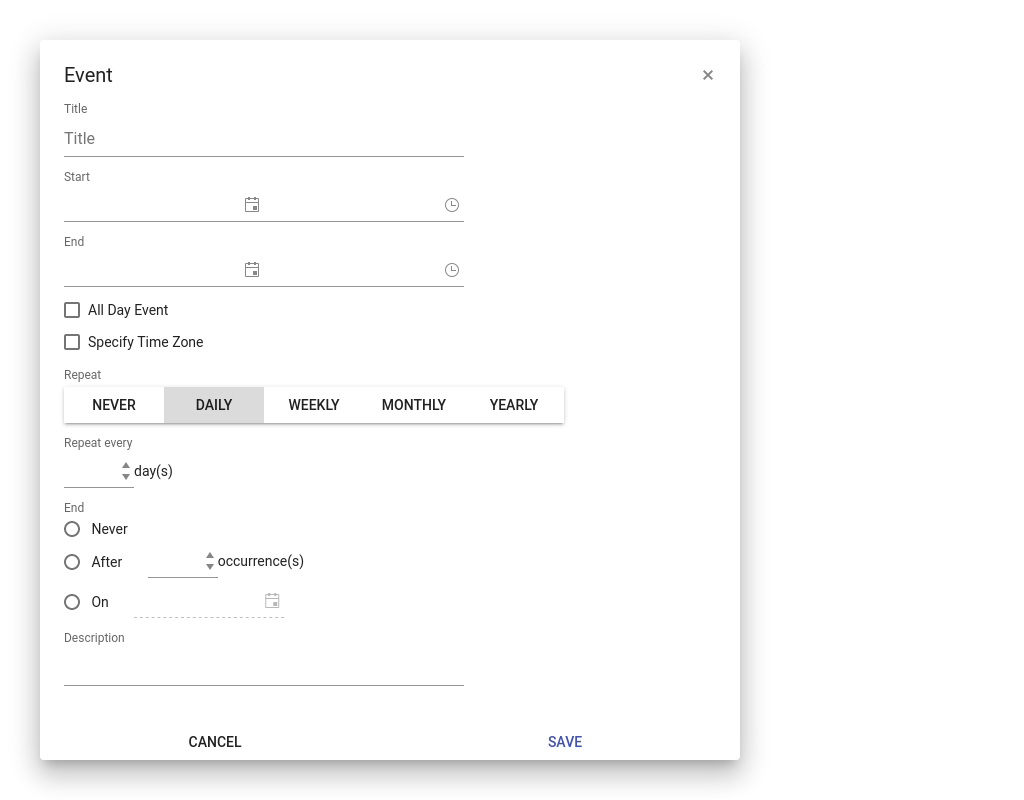 Event
Title
Title
Start
End
All Day Event
Specify Time Zone
Repeat
NEVER DAILY WEEKLY MONTHLY YEARLY
Repeat every
day(s)
End
Never
After occurrence(s)
On
Description
CANCEL SAVE